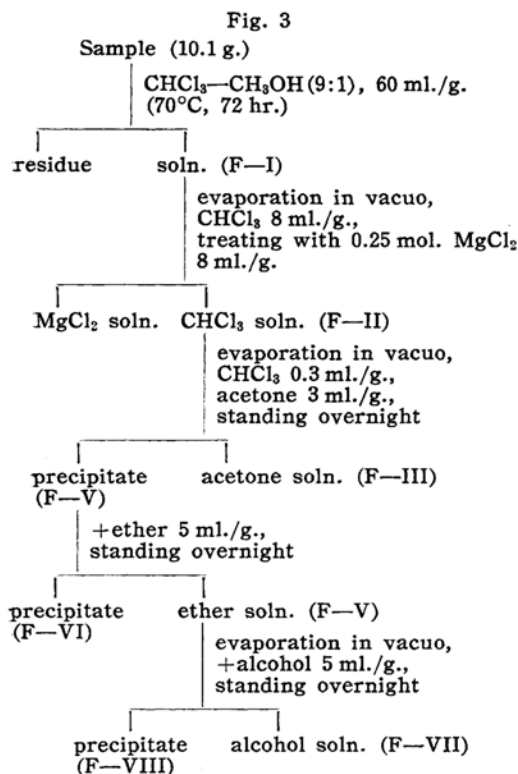 Fig. 3
Sample (10.1 g.)
CHCl₃—CH₃OH (9:1), 60 ml./g.
(70°C, 72 hr.)
residue soln. (F—I)
evaporation in vacuo,
CHCl₃ 8 ml./g.,
treating with 0.25 mol. MgCl₂
8 ml./g.
MgCl₂ soln. CHCl₃ soln. (F—II)
evaporation in vacuo,
CHCl₃ 0.3 ml./g.,
acetone 3 ml./g.,
standing overnight
precipitate acetone soln. (F—III)
(F—V)
+ether 5 ml./g.,
standing overnight
precipitate ether soln. (F—V)
(F—VI)
evaporation in vacuo,
+alcohol 5 ml./g.,
standing overnight
precipitate alcohol soln. (F—VII)
(F—VIII)